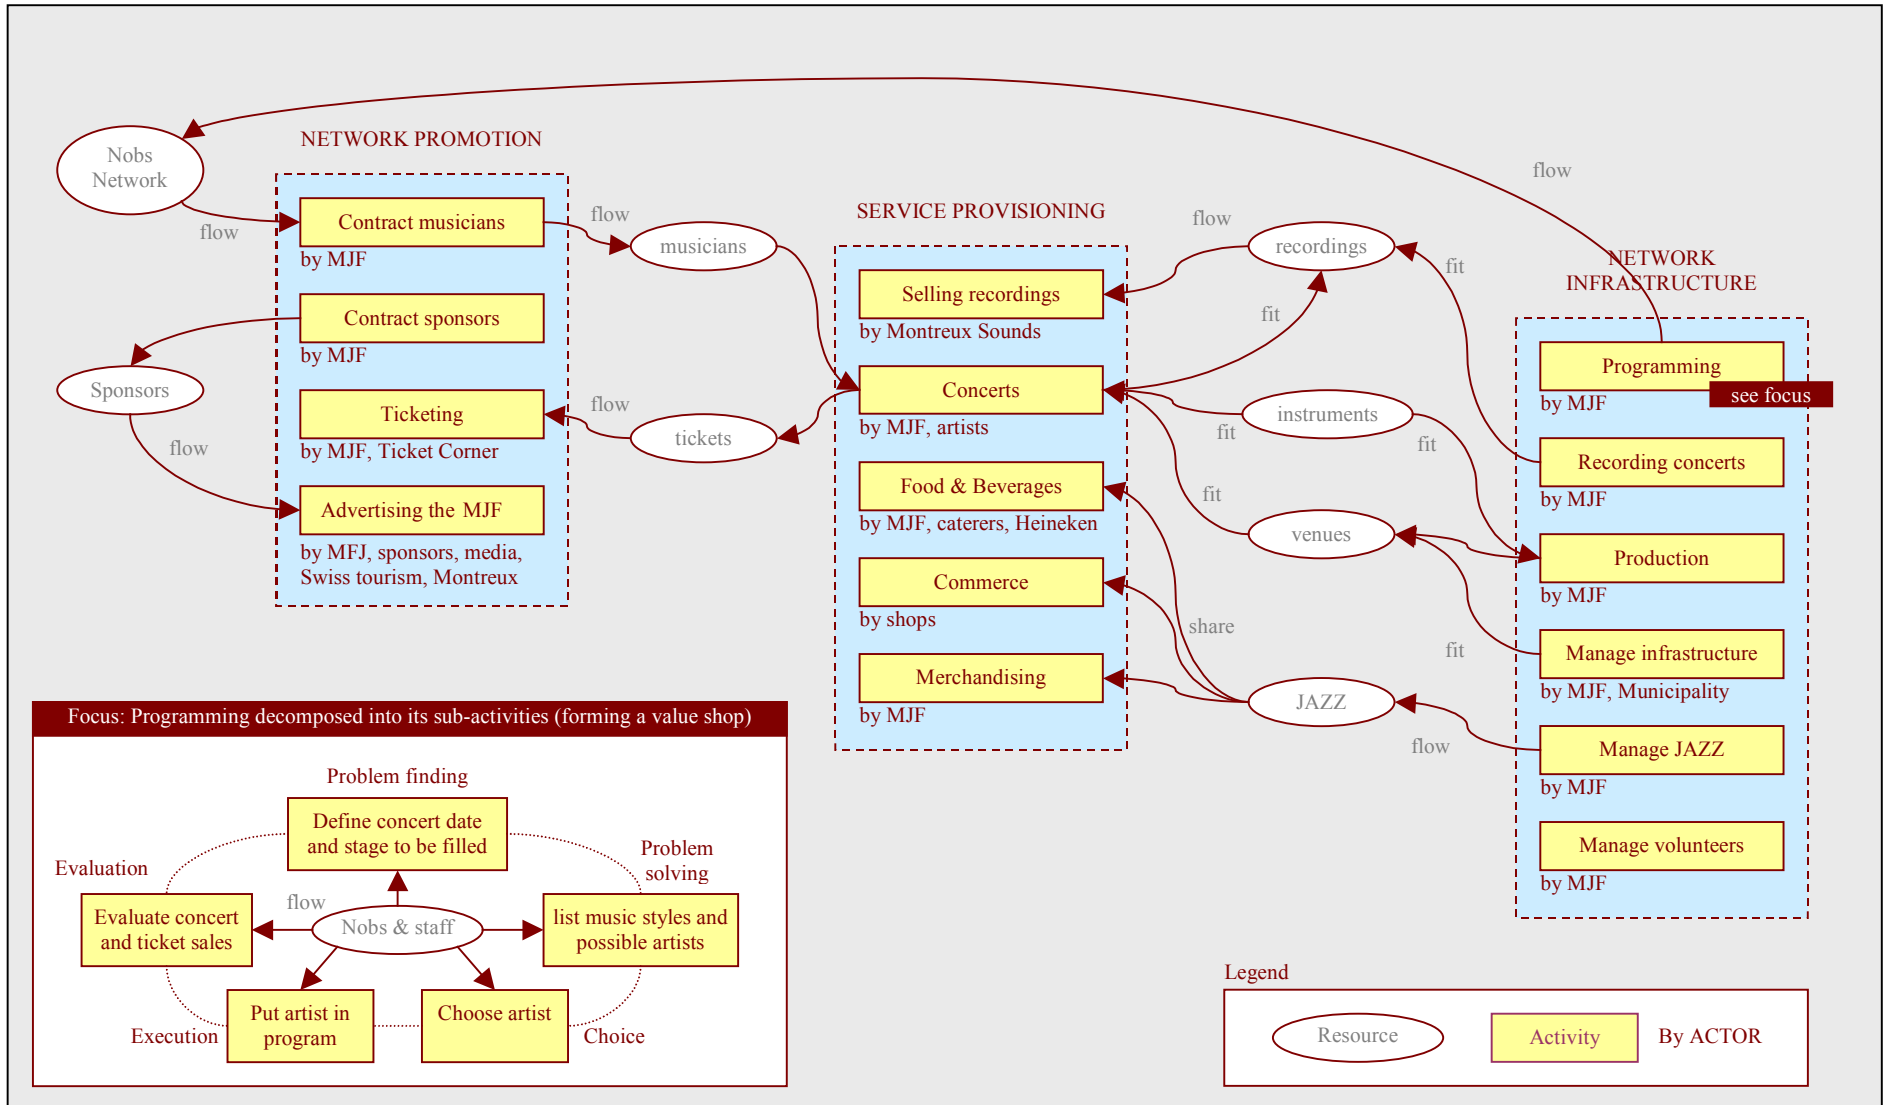 flow
Nobs
Network
flow
NETWORK PROMOTION
Contract musicians
by MJF
Contract sponsors
by MJF
Ticketing
by MJF, Ticket Corner
Advertising the MJF
by MFJ, sponsors, media,
Swiss tourism, Montreux
Sponsors
flow
flow
musicians
flow
tickets
SERVICE PROVISIONING
Selling recordings
by Montreux Sounds
Concerts
by MJF, artists
Food & Beverages
by MJF, caterers, Heineken
Commerce
by shops
Merchandising
by MJF
flow
recordings
fit
fit
instruments
fit
fit
fit
venues
fit
share
JAZZ
flow
NETWORK
INFRASTRUCTURE
Programming
see focus
by MJF
Recording concerts
by MJF
Production
by MJF
Manage infrastructure
by MJF, Municipality
Manage JAZZ
by MJF
Manage volunteers
by MJF
Focus: Programming decomposed into its sub-activities (forming a value shop)
Problem finding
Define concert date
and stage to be filled
Problem
solving
Evaluation
flow
Evaluate concert
and ticket sales
Nobs & staff
list music styles and
possible artists
Put artist in
program
Choose artist
Execution
Choice
Legend
Resource
Activity
By ACTOR